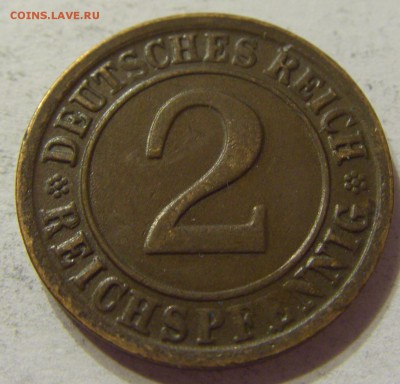 COINS.LAVE.RU
DEUTSCHES REICH
2
REICHSPFENNIG